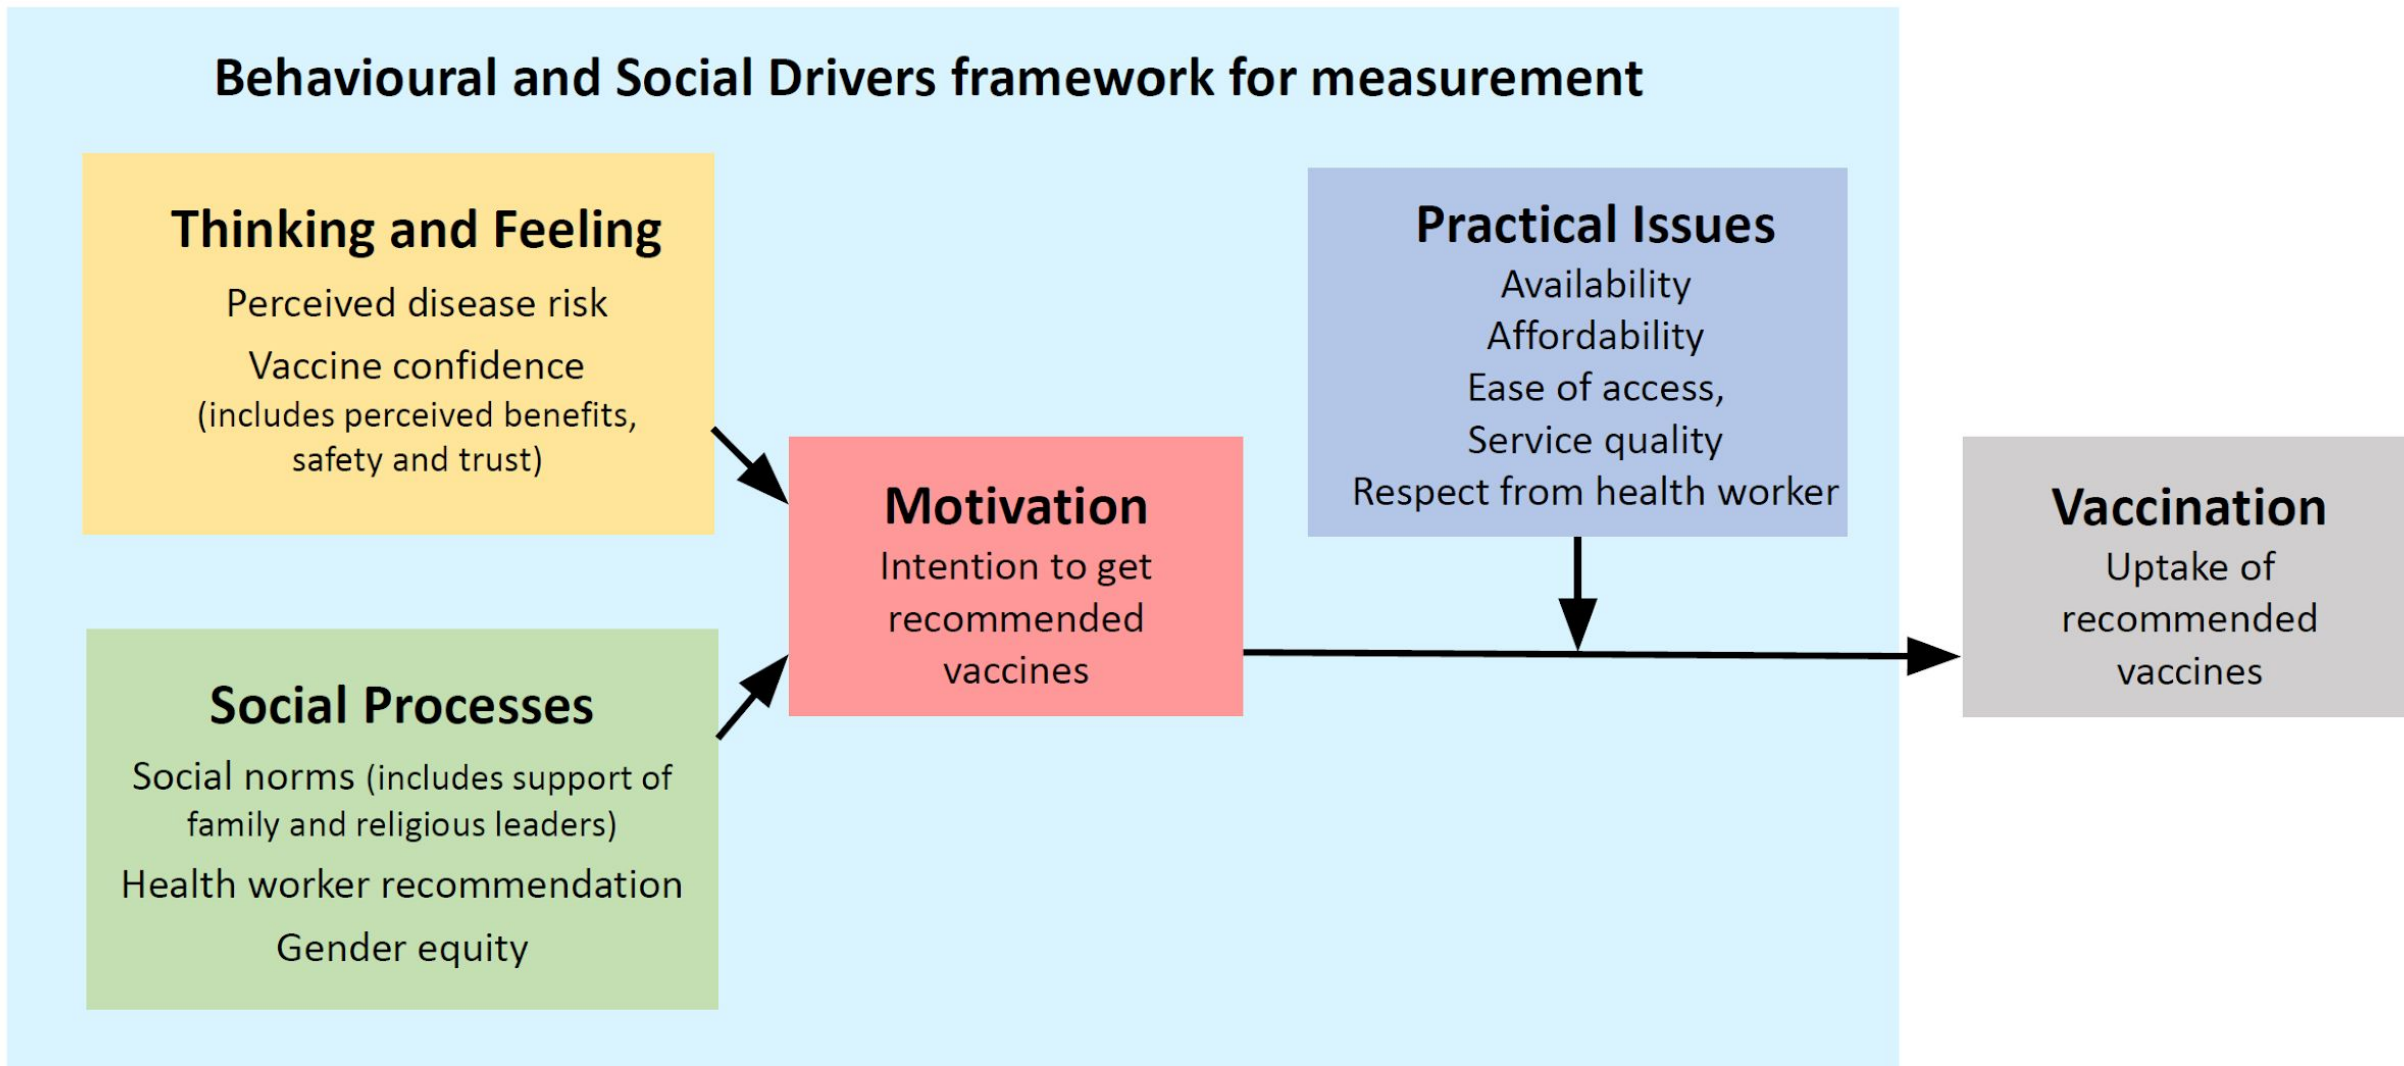 Behavioural and Social Drivers framework for measurement
Thinking and Feeling
Perceived disease risk
Vaccine confidence
(includes perceived benefits,
safety and trust)
Social Processes
Social norms (includes support of
family and religious leaders)
Health worker recommendation
Gender equity
Motivation
Intention to get
recommended
vaccines
Practical Issues
Availability
Affordability
Ease of access,
Service quality
Respect from health worker
Vaccination
Uptake of
recommended
vaccines